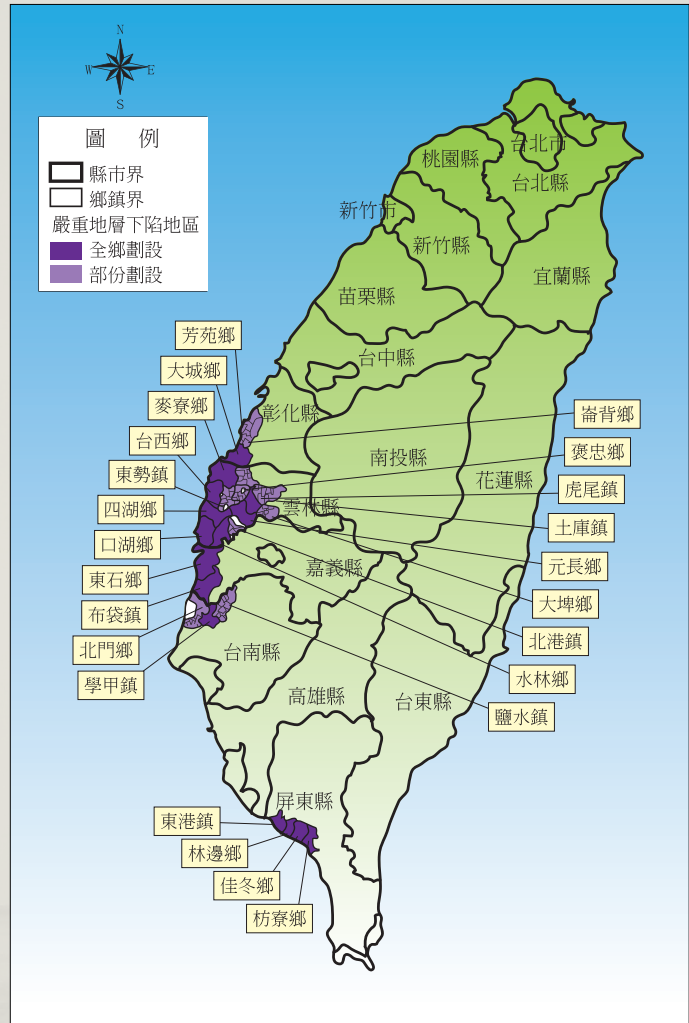 N
W
E
S
圖 例
縣市界
鄉鎮界
嚴重地層下陷地區
全鄉劃設
部份劃設
台北市
桃園縣
台北縣
新竹市
新竹縣
宜蘭縣
苗栗縣
台中縣
彰化縣
南投縣
花蓮縣
雲林縣
嘉義縣
台南縣
高雄縣
台東縣
屏東縣
芳苑鄉
大城鄉
麥寮鄉
台西鄉
東勢鎮
四湖鄉
口湖鄉
東石鄉
布袋鎮
北門鄉
學甲鎮
崙背鄉
褒忠鄉
虎尾鎮
土庫鎮
元長鄉
大埤鄉
北港鎮
水林鄉
鹽水鎮
東港鎮
林邊鄉
佳冬鄉
枋寮鄉